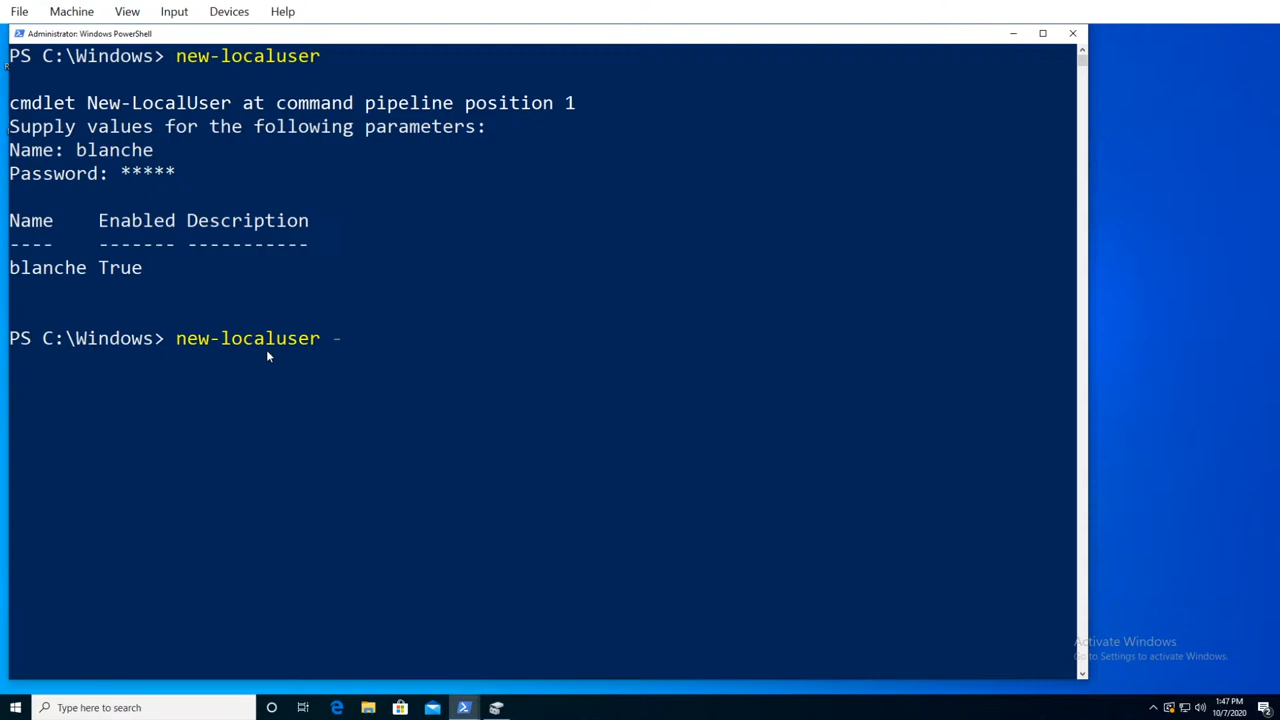 File Machine View Input Devices Help
Administrator: Windows PowerShell
PS C:\Windows> new-localuser
cmdlet New-LocalUser at command pipeline position 1
Supply values for the following parameters:
Name: blanche
Password: *****
Name Enabled Description
---- ------- -----------
blanche True
PS C:\Windows> new-localuser -
Activate Windows
Go to Settings to activate Windows.
Type here to search
1:47 PM
10/7/2020
2